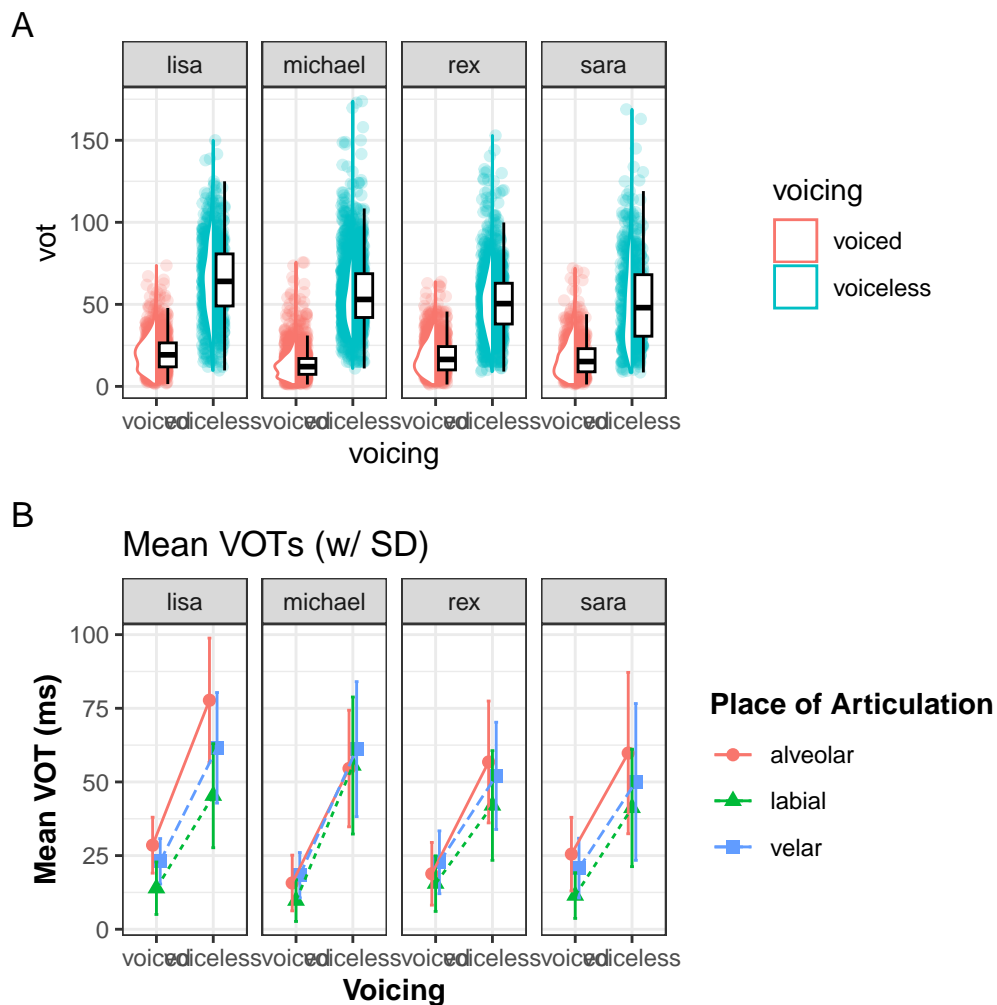 A
lisa michael rex sara
150
100
50
0
vot
voiced voiceless voiced voiceless voiced voiceless voiced voiceless
voicing
voicing
voiced
voiceless
B
Mean VOTs (w/ SD)
lisa michael rex sara
100
75
50
25
0
Mean VOT (ms)
voiced voiceless voiced voiceless voiced voiceless voiced voiceless
Voicing
Place of Articulation
alveolar
labial
velar